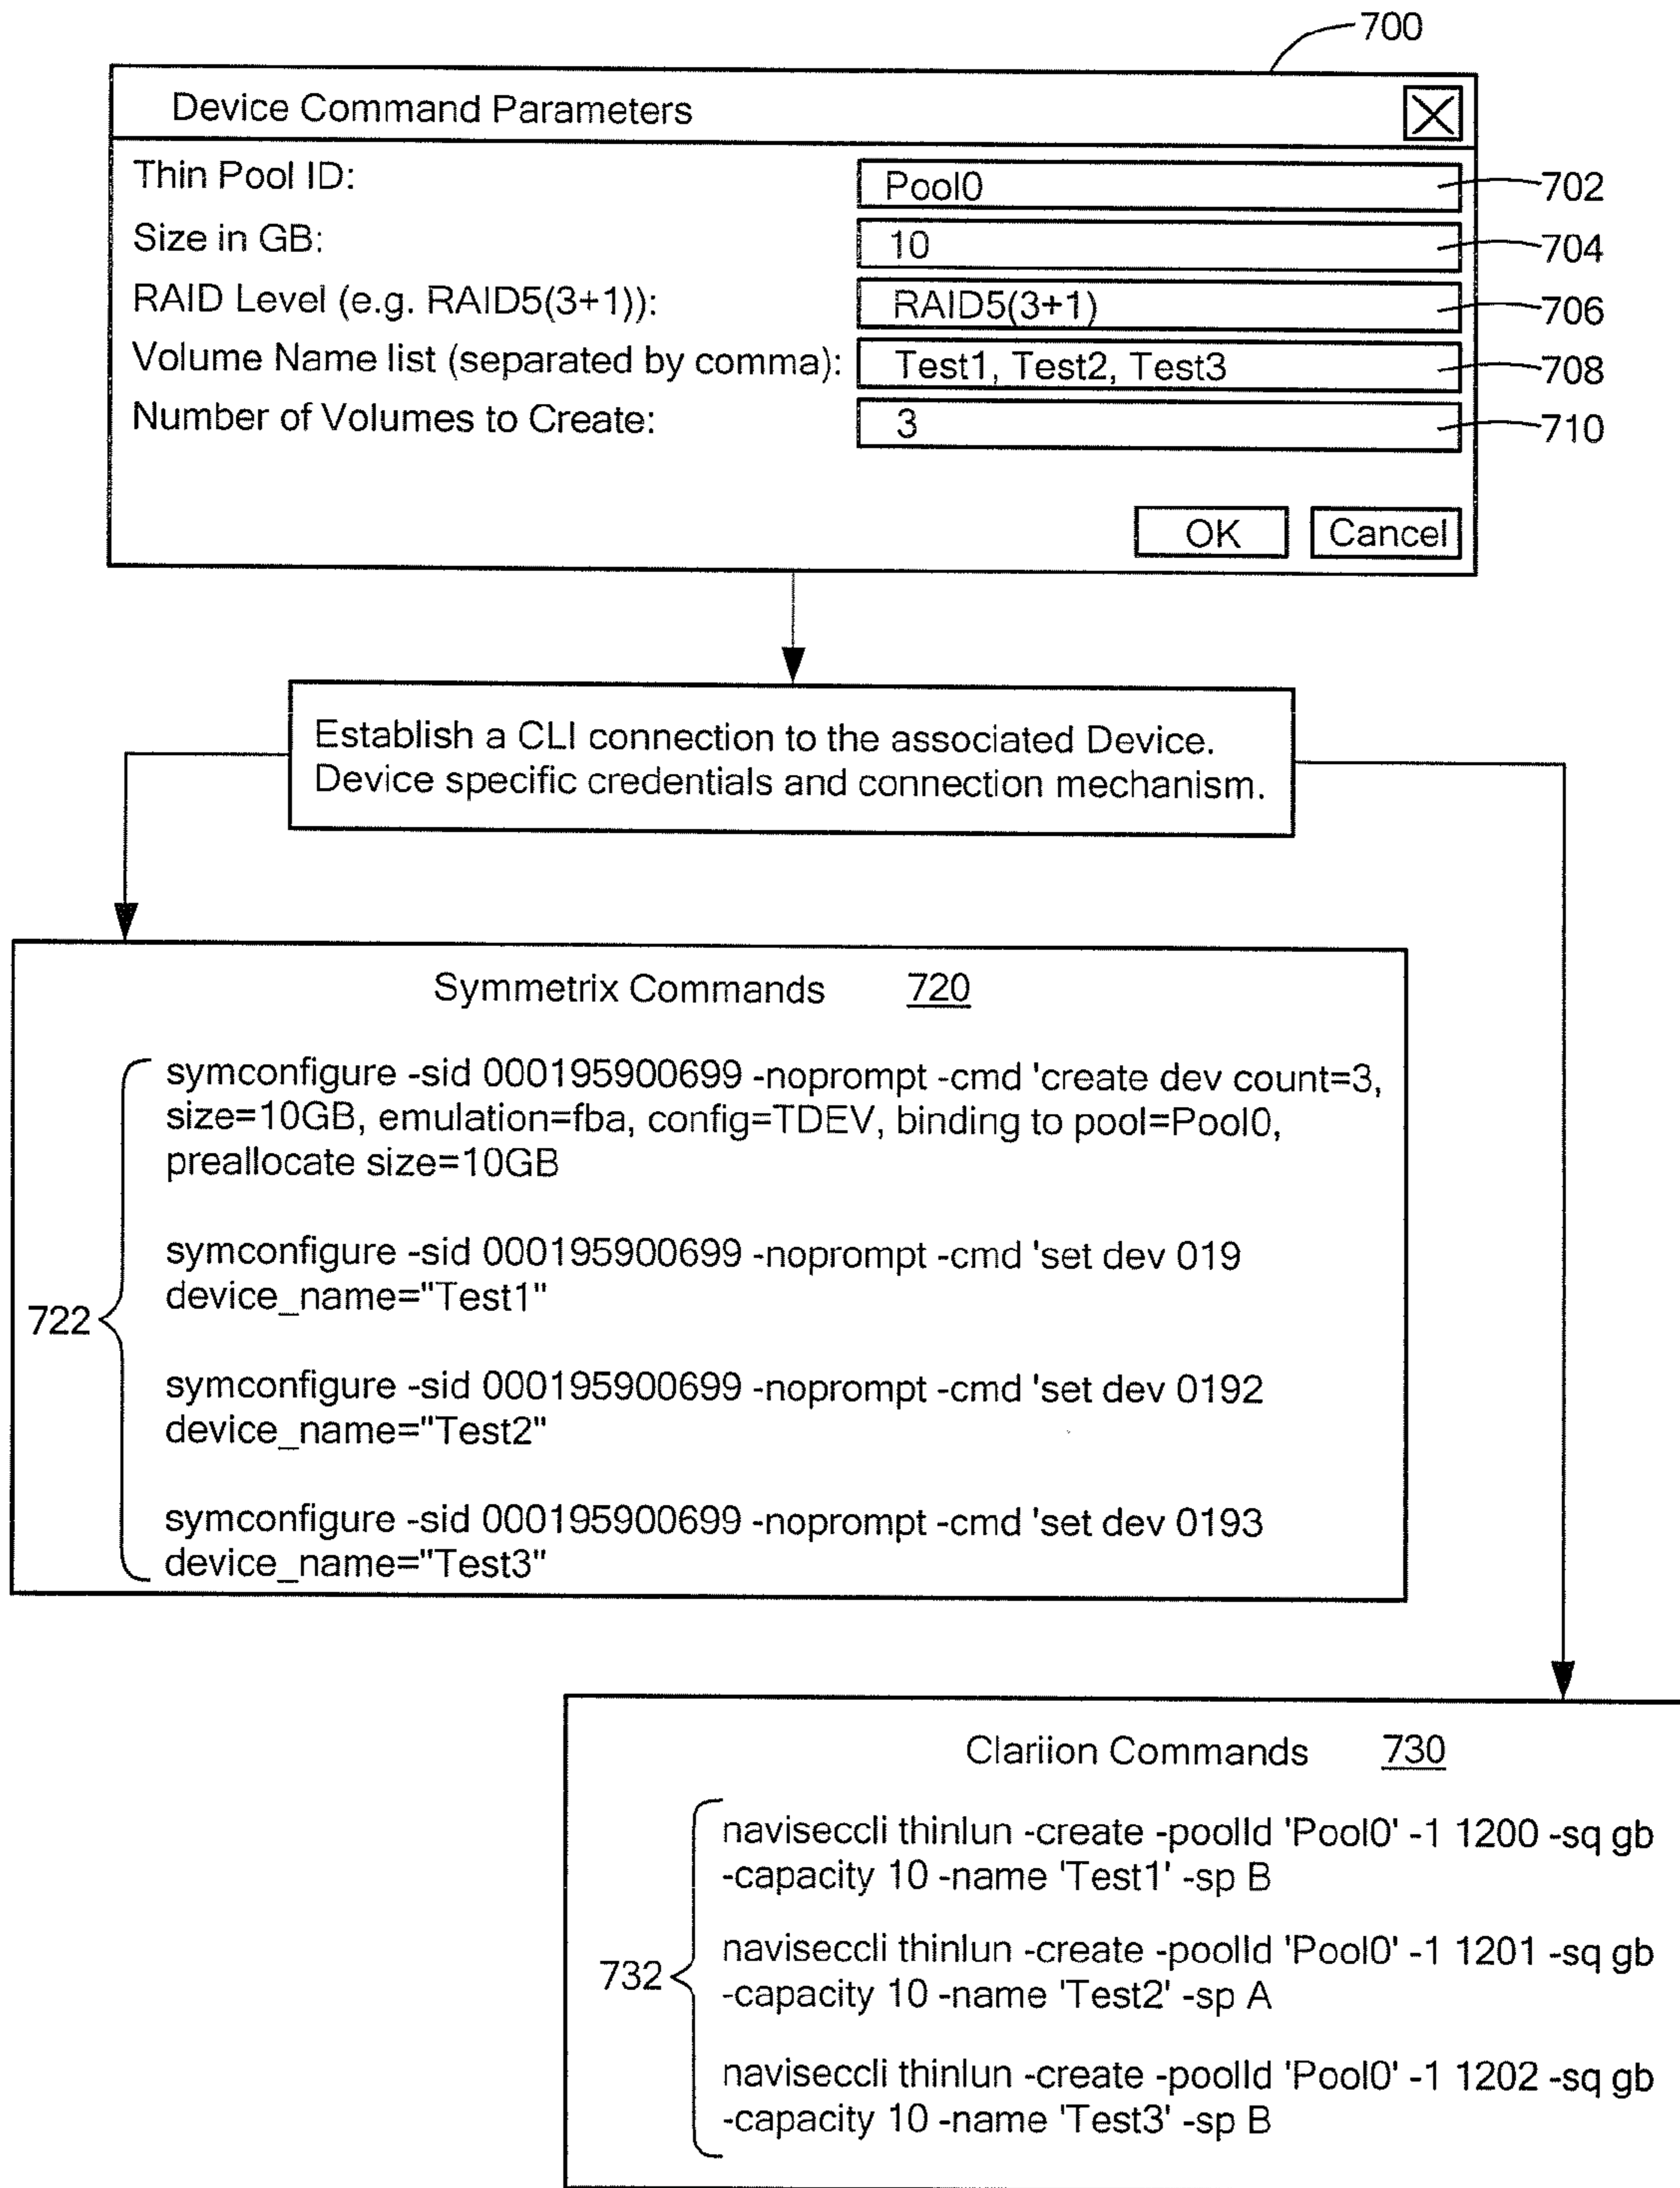 700
Device Command Parameters
Thin Pool ID:
Pool0
702
Size in GB:
10
704
RAID Level (e.g. RAID5(3+1)):
RAID5(3+1)
706
Volume Name list (separated by comma):
Test1, Test2, Test3
708
Number of Volumes to Create:
3
710
OK
Cancel
Establish a CLI connection to the associated Device.
Device specific credentials and connection mechanism.
Symmetrix Commands 720
symconfigure -sid 000195900699 -noprompt -cmd 'create dev count=3,
size=10GB, emulation=fba, config=TDEV, binding to pool=Pool0,
preallocate size=10GB
symconfigure -sid 000195900699 -noprompt -cmd 'set dev 019
device_name="Test1"
722
symconfigure -sid 000195900699 -noprompt -cmd 'set dev 0192
device_name="Test2"
symconfigure -sid 000195900699 -noprompt -cmd 'set dev 0193
device_name="Test3"
Clariion Commands 730
naviseccli thinlun -create -poolId 'Pool0' -1 1200 -sq gb
-capacity 10 -name 'Test1' -sp B
naviseccli thinlun -create -poolId 'Pool0' -1 1201 -sq gb
732
-capacity 10 -name 'Test2' -sp A
naviseccli thinlun -create -poolId 'Pool0' -1 1202 -sq gb
-capacity 10 -name 'Test3' -sp B